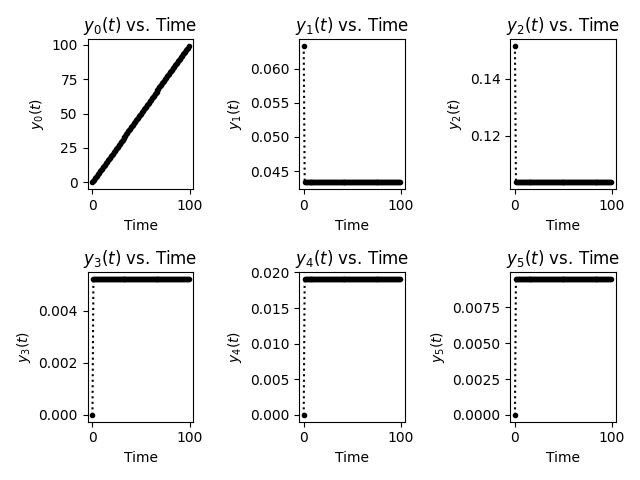 y₀(t) vs. Time
y₀(t)
100
75
50
25
0
0
100
Time
y₁(t) vs. Time
y₁(t)
0.060
0.055
0.050
0.045
0
100
Time
y₂(t) vs. Time
y₂(t)
0.14
0.12
0
100
Time
y₃(t) vs. Time
y₃(t)
0.004
0.002
0.000
0
100
Time
y₄(t) vs. Time
y₄(t)
0.020
0.015
0.010
0.005
0.000
0
100
Time
y₅(t) vs. Time
y₅(t)
0.0075
0.0050
0.0025
0.0000
0
100
Time